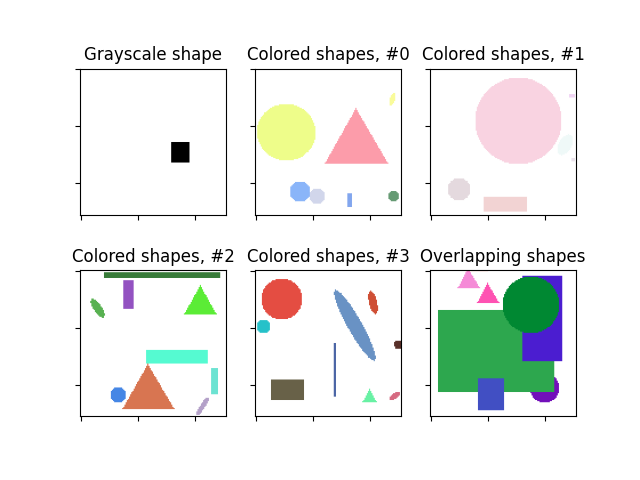 Grayscale shape
Colored shapes, #0
Colored shapes, #1
Colored shapes, #2
Colored shapes, #3
Overlapping shapes